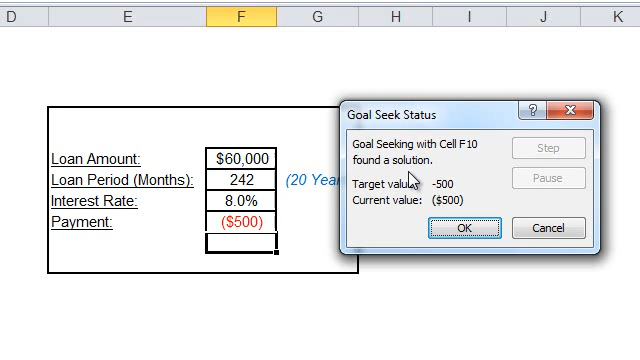 D E F G H I J K
Goal Seek Status
Goal Seeking with Cell F10
found a solution.
Step
Pause
Target value: -500
Current value: ($500)
OK Cancel
Loan Amount: $60,000
Loan Period (Months): 242 (20 Year
Interest Rate: 8.0%
Payment: ($500)